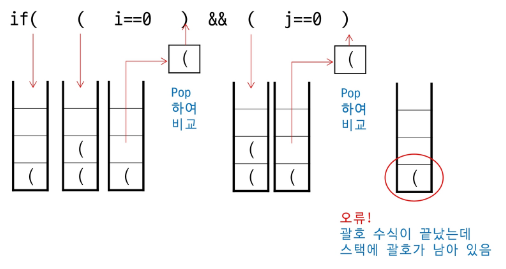 if( ( i==0 ) && ( j==0 )
( (
Pop 하여 비교
Pop 하여 비교
( (
( ( ( ( ( (
오류!
괄호 수식이 끝났는데
스택에 괄호가 남아 있음